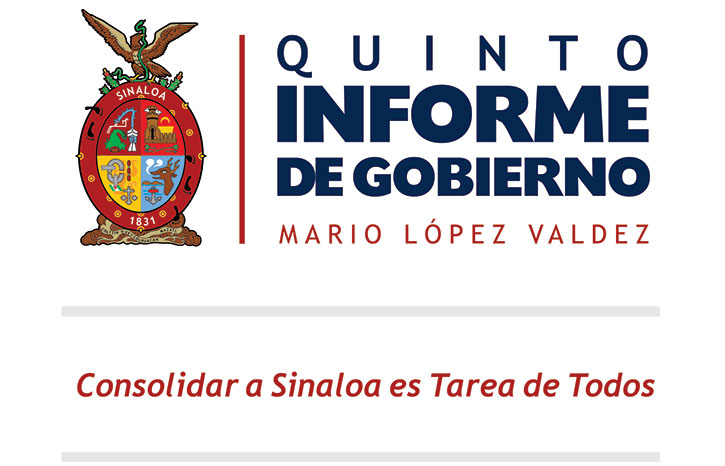 SINALOA
1831
QUINTO
INFORME
DE GOBIERNO
MARIO LÓPEZ VALDEZ
Consolidar a Sinaloa es Tarea de Todos